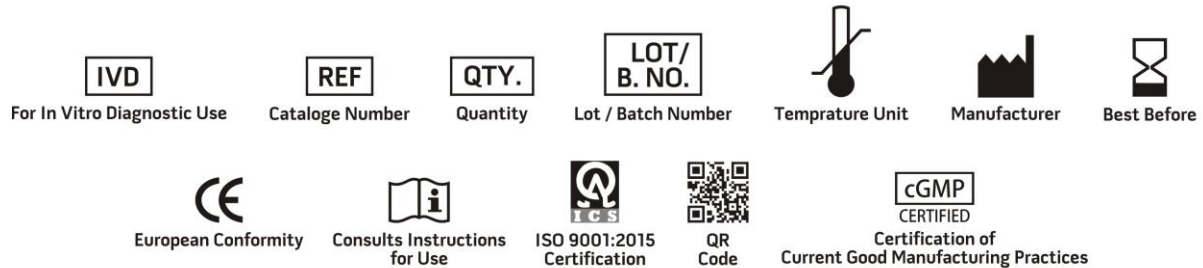 IVD
For In Vitro Diagnostic Use
REF
Cataloge Number
QTY.
Quantity
LOT/
B. NO.
Lot / Batch Number
Temprature Unit
Manufacturer
Best Before
CE
European Conformity
i
Consults Instructions
for Use
ICS
ISO 9001:2015
Certification
QR
Code
cGMP
CERTIFIED
Certification of
Current Good Manufacturing Practices